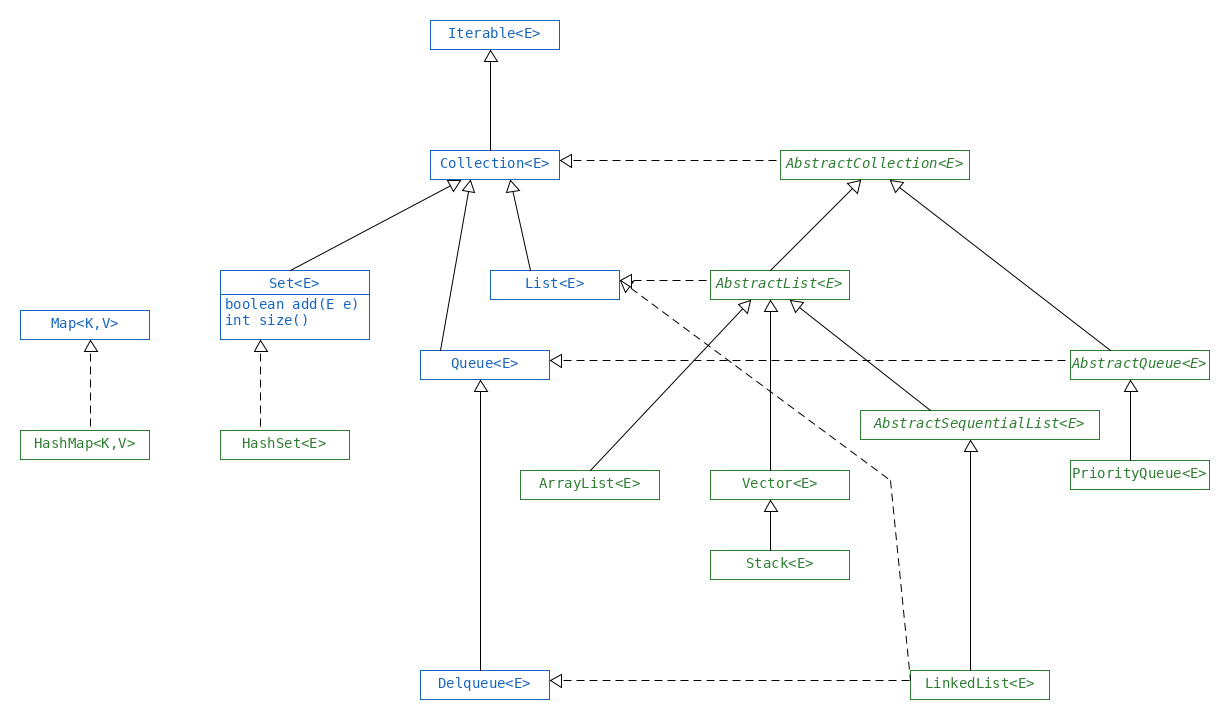 Iterable<E>
Collection<E>
AbstractCollection<E>
Set<E>
boolean add(E e)
int size()
List<E>
AbstractList<E>
Map<K,V>
Queue<E>
AbstractQueue<E>
AbstractSequentialList<E>
HashMap<K,V>
HashSet<E>
ArrayList<E>
Vector<E>
PriorityQueue<E>
Stack<E>
Delqueue<E>
LinkedList<E>